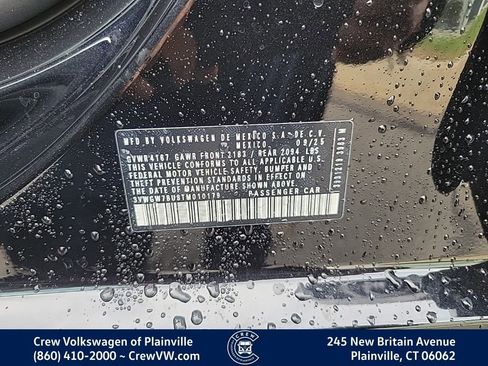 MFD BY VOLKSWAGEN DE MEXICO S.A. DE C.V.
MEXICO 09/25
GVWR4167 GAWR FRONT 2183 / REAR 2094 LBS
THIS VEHICLE CONFORMS TO ALL APPLICABLE
FEDERAL MOTOR VEHICLE SAFETY, BUMPER AND
THEFT PREVENTION STANDARDS IN EFFECT ON
THE DATE OF MANUFACTURE SHOWN ABOVE.
PASSENGER CAR
Crew Volkswagen of Plainville
(860) 410-2000 ~ CrewVW.com
CREW
245 New Britain Avenue
Plainville, CT 06062